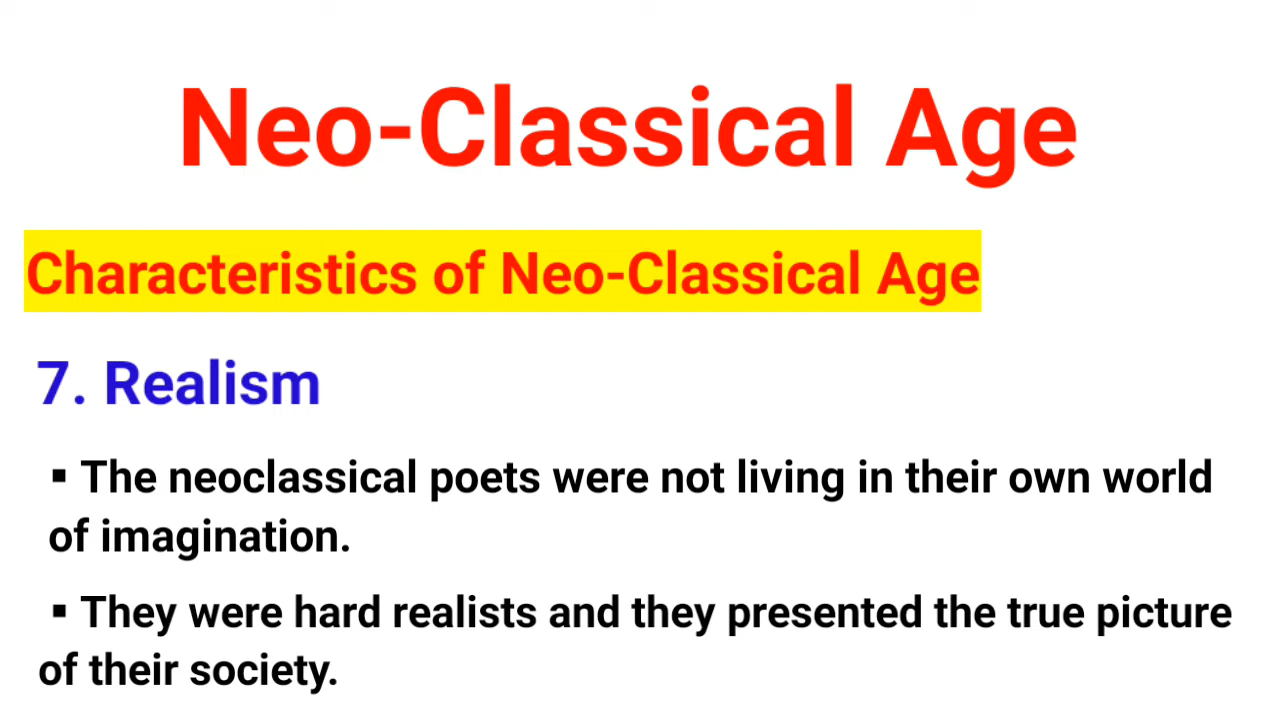 Neo-Classical Age
Characteristics of Neo-Classical Age
7. Realism
▪ The neoclassical poets were not living in their own world
of imagination.
▪ They were hard realists and they presented the true picture
of their society.